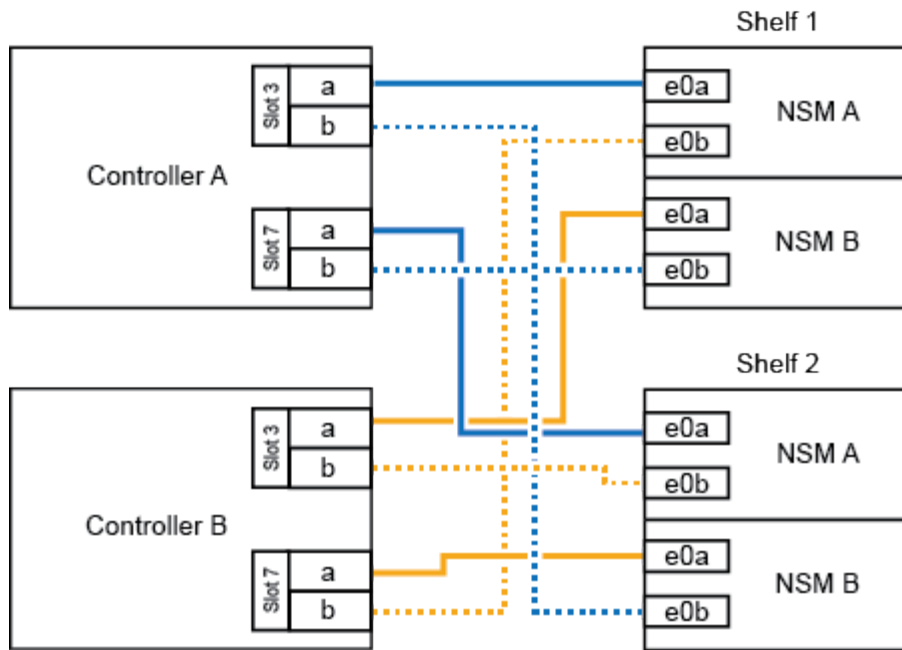 Shelf 1
Controller A
Slot 3
a
b
Slot 7
a
b
e0a
e0b
NSM A
e0a
e0b
NSM B
Shelf 2
Controller B
Slot 3
a
b
Slot 7
a
b
e0a
e0b
NSM A
e0a
e0b
NSM B